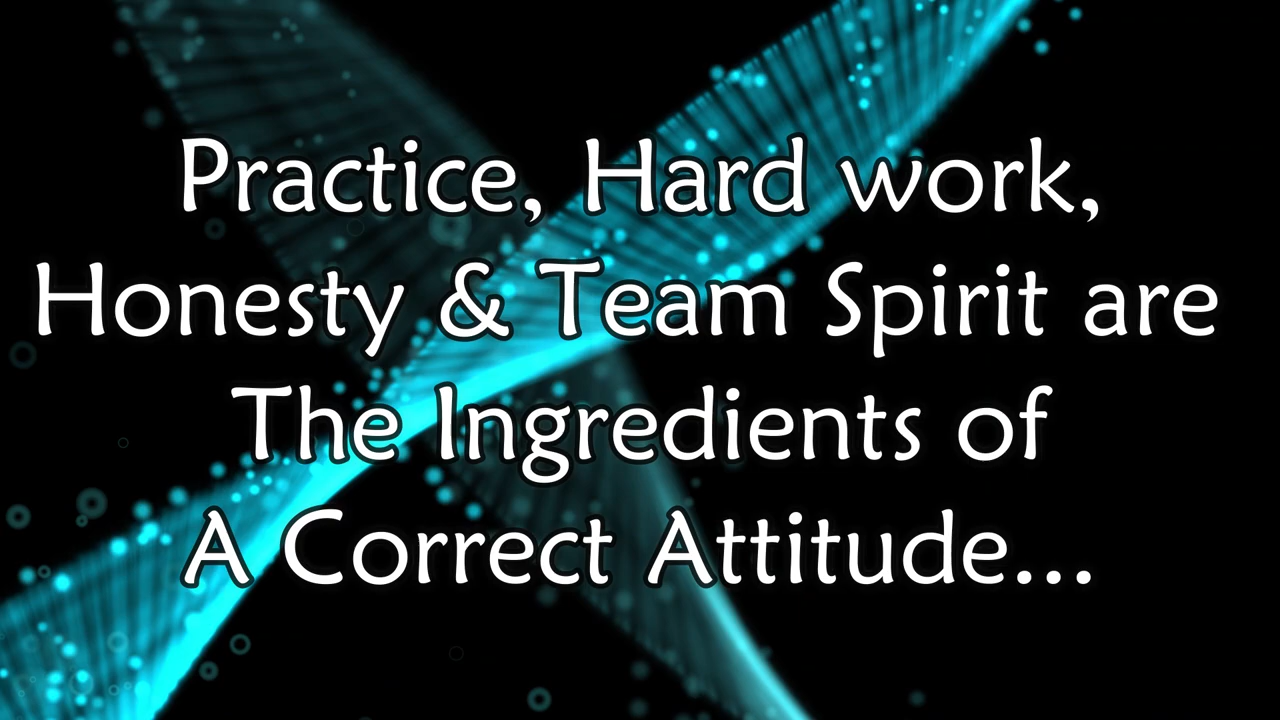 Practice, Hard work,
Honesty & Team Spirit are
The Ingredients of
A Correct Attitude...